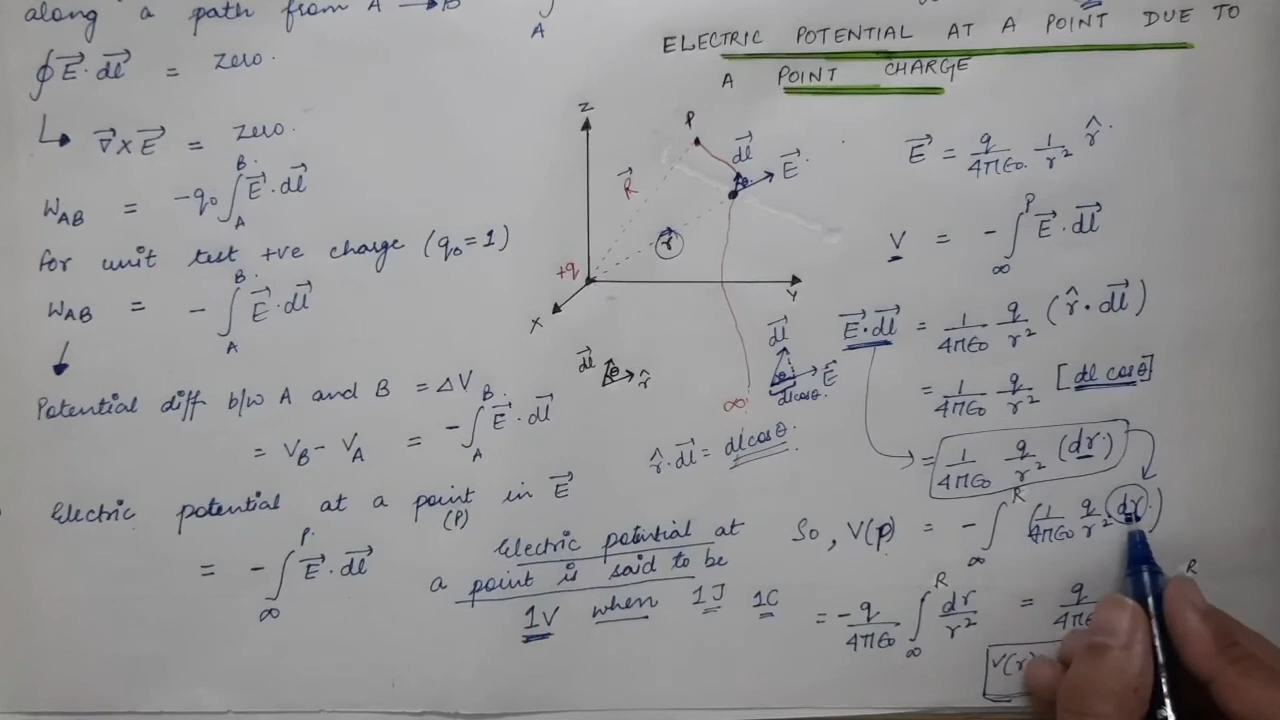 along a path from A → B
A
∮E⃗.dl⃗ = zero.
↳ ∇⃗×E⃗ = zero.
W_AB = -q₀ ∫_A^B E⃗.dl⃗
for unit test +ve charge (q₀=1)
W_AB = - ∫_A^B E⃗.dl⃗
Potential diff b/w A and B = ΔV
= V_B - V_A = - ∫_A^B E⃗.dl⃗
Electric potential at a point in E⃗
(P)
= - ∫_∞^P E⃗.dl⃗
Electric potential at
a point is said to be
1V when 1J 1C
ELECTRIC POTENTIAL AT A POINT DUE TO
A POINT CHARGE
Z
P
dl⃗
θ
E⃗
R⃗
r⃗
+q
Y
X
∞
dl⃗
θ
r̂
dl⃗
θ
E⃗
dlcosθ.
r̂.dl⃗ = dlcosθ.
E⃗ = q/4πϵ₀ 1/r² r̂
V = - ∫_∞^P E⃗.dl⃗
E⃗.dl⃗ = 1/4πϵ₀ q/r² (r̂.dl⃗)
= 1/4πϵ₀ q/r² [dl cosθ]
= 1/4πϵ₀ q/r² (dr)
So, V(p) = - ∫_∞^R (1/4πϵ₀ q/r² (dr))
= -q/4πϵ₀ ∫_∞^R dr/r² = q/4πϵ₀ R
V(r)